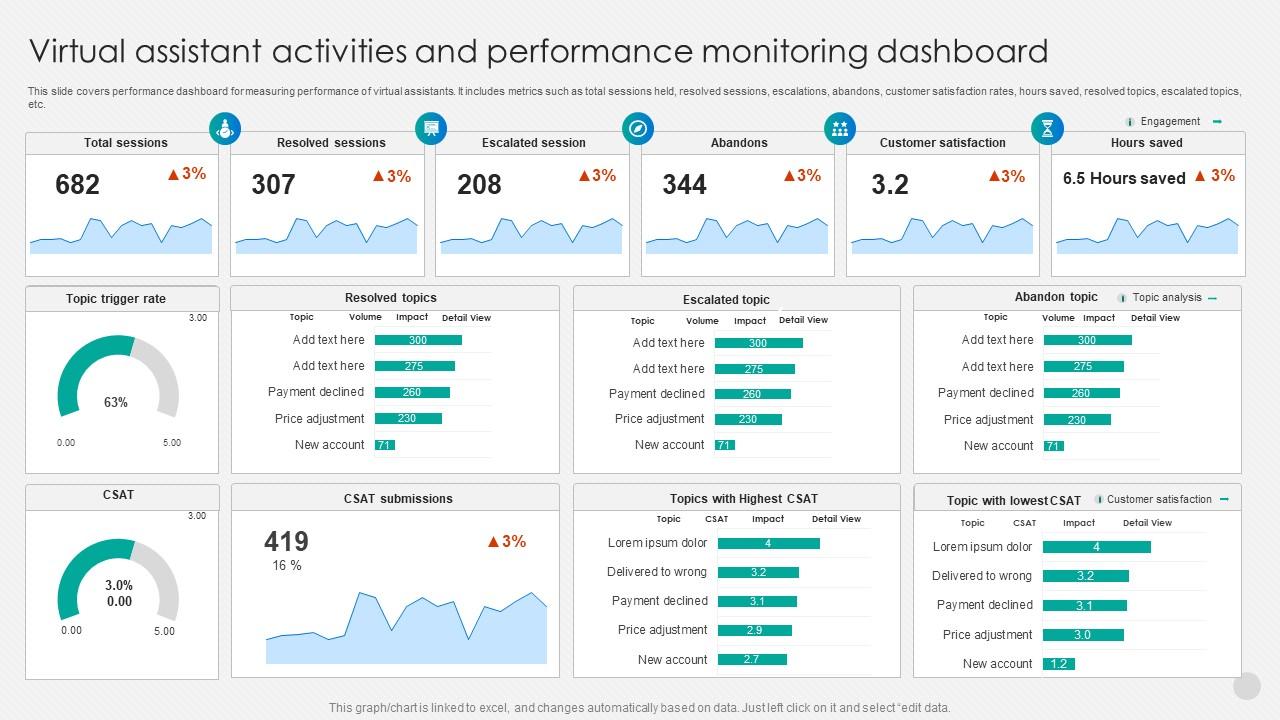 Virtual assistant activities and performance monitoring dashboard
This slide covers performance dashboard for measuring performance of virtual assistants. It includes metrics such as total sessions held, resolved sessions, escalations, abandons, customer satisfaction rates, hours saved, resolved topics, escalated topics,
etc.
Engagement
Total sessions
682
▲3%
Resolved sessions
307
▲3%
Escalated session
208
▲3%
Abandons
344
▲3%
Customer satisfaction
3.2
▲3%
Hours saved
6.5 Hours saved
▲ 3%
Topic trigger rate
3.00
63%
0.00
5.00
Resolved topics
Topic Volume Impact Detail View
Add text here 300
Add text here 275
Payment declined 260
Price adjustment 230
New account 71
Escalated topic
Topic Volume Impact Detail View
Add text here 300
Add text here 275
Payment declined 260
Price adjustment 230
New account 71
Abandon topic
Topic analysis
Topic Volume Impact Detail View
Add text here 300
Add text here 275
Payment declined 260
Price adjustment 230
New account 71
CSAT
3.00
3.0%
0.00
0.00
5.00
CSAT submissions
419
16 %
▲3%
Topics with Highest CSAT
Topic CSAT Impact Detail View
Lorem ipsum dolor 4
Delivered to wrong 3.2
Payment declined 3.1
Price adjustment 2.9
New account 2.7
Topic with lowest CSAT
Customer satisfaction
Topic CSAT Impact Detail View
Lorem ipsum dolor 4
Delivered to wrong 3.2
Payment declined 3.1
Price adjustment 3.0
New account 1.2
This graph/chart is linked to excel, and changes automatically based on data. Just left click on it and select “edit data.